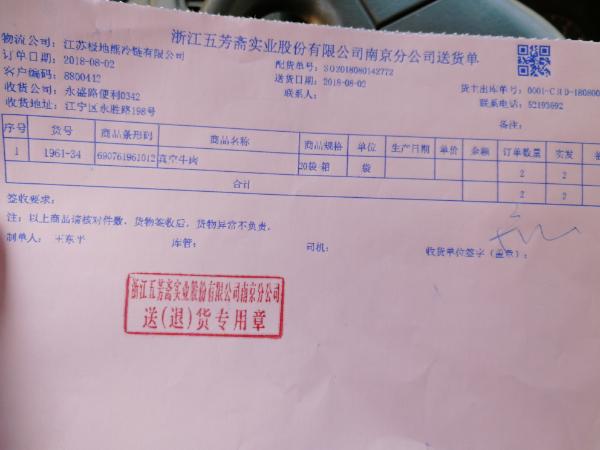 浙江五芳斋实业股份有限公司南京分公司送货单
物流公司：江苏极地熊冷链有限公司
订单日期：2018-08-02
配货单号：SO2018080142772
客户编码：8800412
送货日期：2018-08-02
货主出库单号：0001-CHD-180800
收货公司：永盛路便利0342
联系人：
联系电话：52193692
收货地址：江宁区永胜路198号
备注：
序号 货号 商品条形码 商品名称 商品规格 单位 生产日期 单价 金额 订单数量 实发
1 1961-34 690761961012 真空牛肉 20袋/箱 袋 2 2
合计 2 2
签收要求：
注：以上商品请核对件数，货物签收后，货物异常不负责。
制单人：王东平 库管： 司机： 收货单位签字（盖章）：
浙江五芳斋实业股份有限公司南京分公司
送(退)货专用章